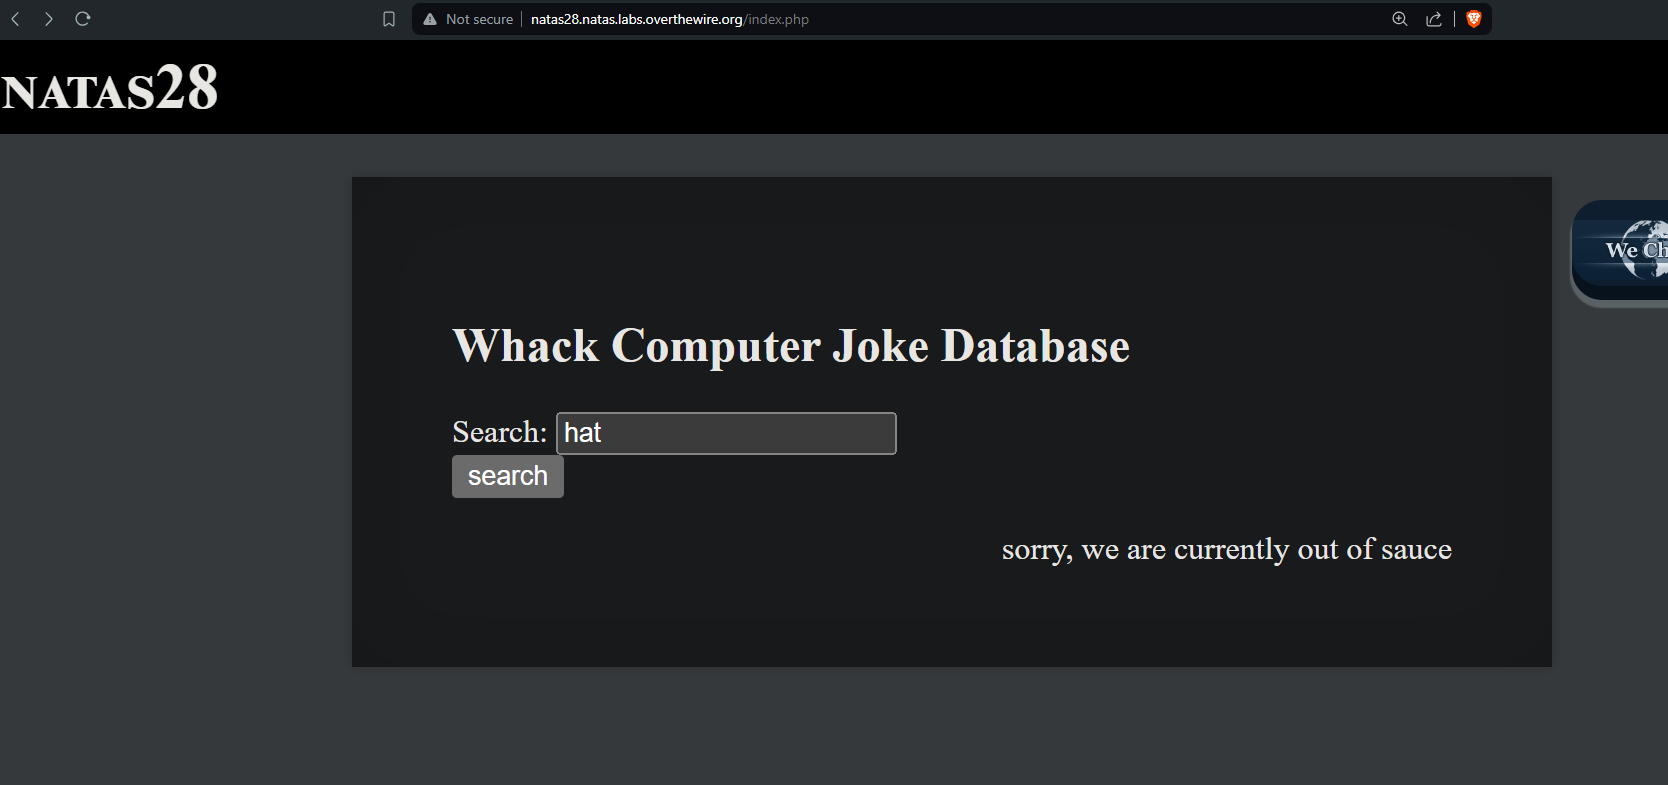 Not secure natas28.natas.labs.overthewire.org/index.php
NATAS28
We Ch
Whack Computer Joke Database
Search: hat
search
sorry, we are currently out of sauce